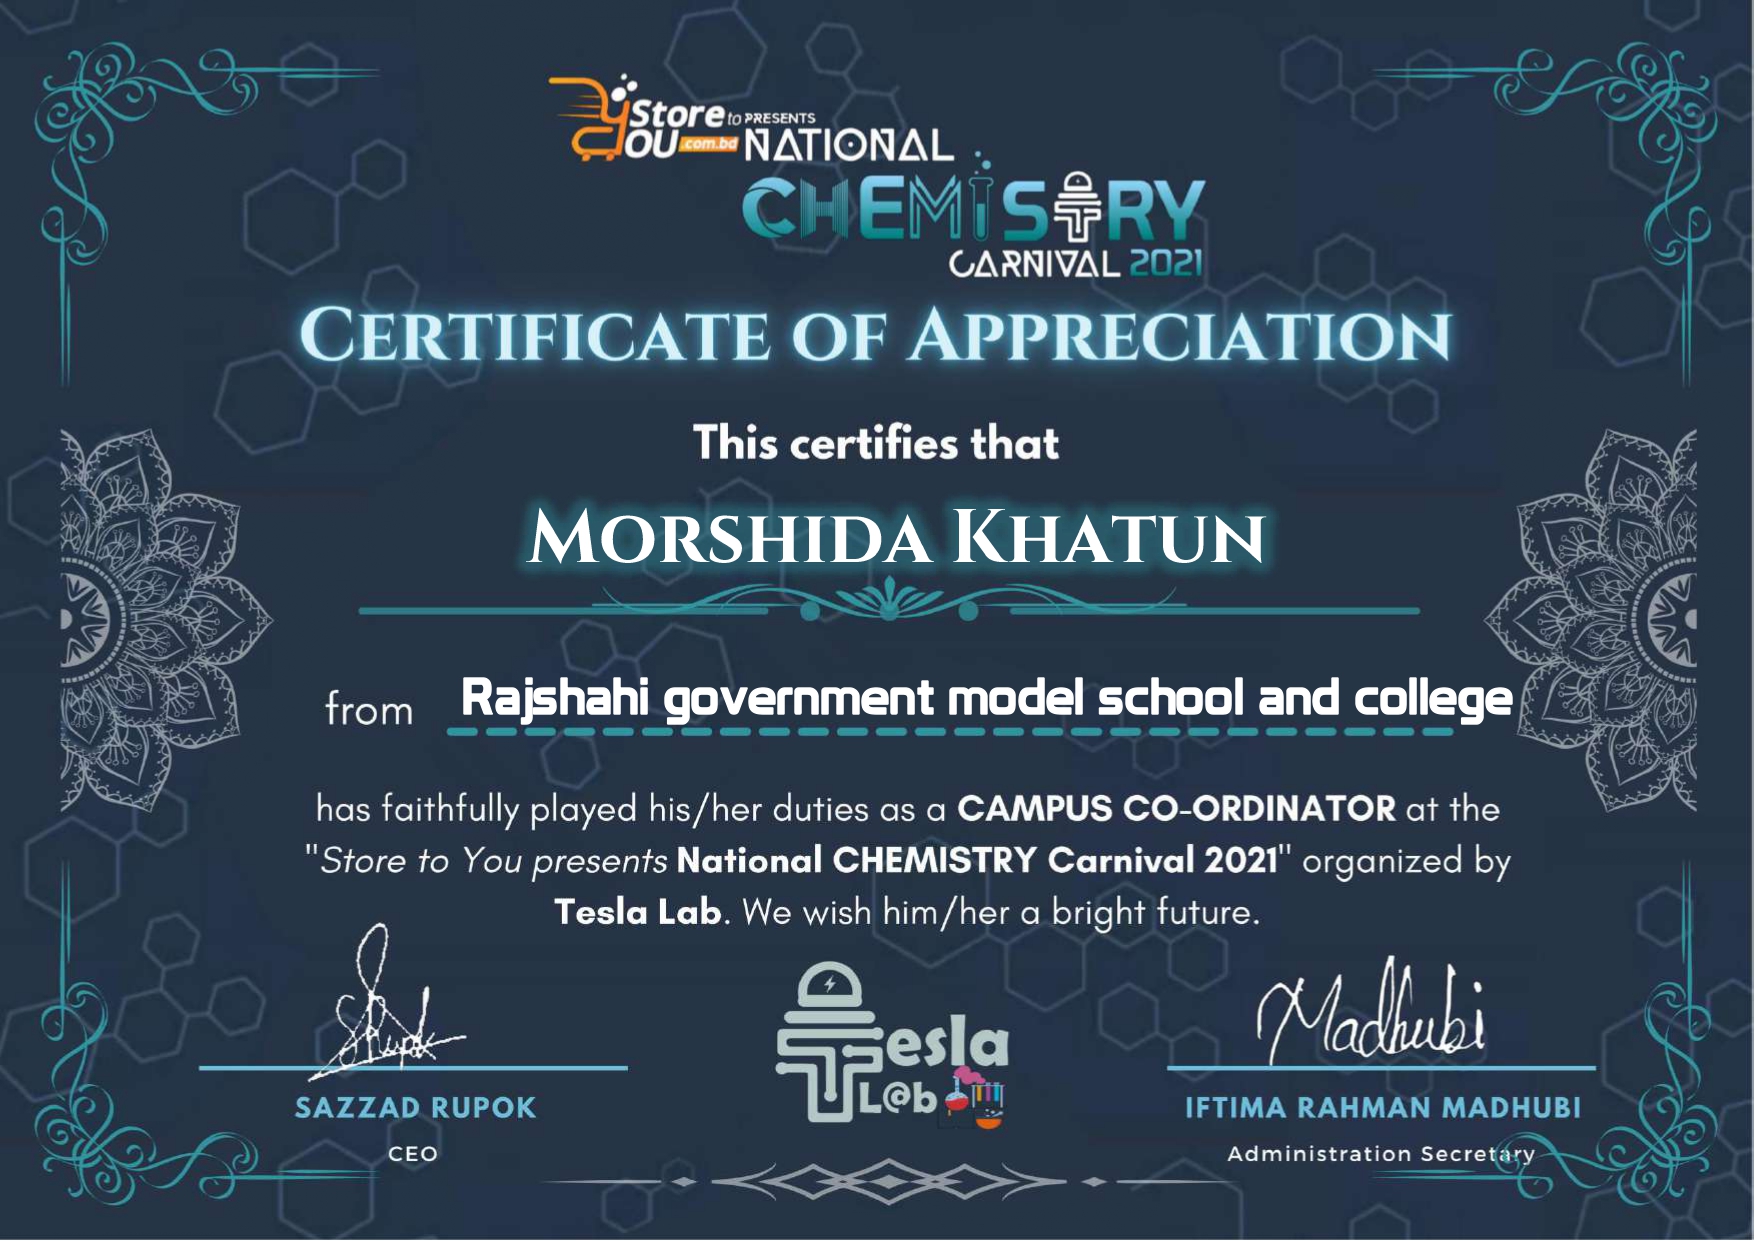 Store to PRESENTS
YOU .com.bd NATIONAL
CHEMISTRY
CARNIVAL 2021
CERTIFICATE OF APPRECIATION
This certifies that
MORSHIDA KHATUN
from Rajshahi government model school and college
has faithfully played his/her duties as a CAMPUS CO-ORDINATOR at the
"Store to You presents National CHEMISTRY Carnival 2021" organized by
Tesla Lab. We wish him/her a bright future.
Rupok
Madhubi
Tesla
L@b
SAZZAD RUPOK
IFTIMA RAHMAN MADHUBI
CEO
Administration Secretary